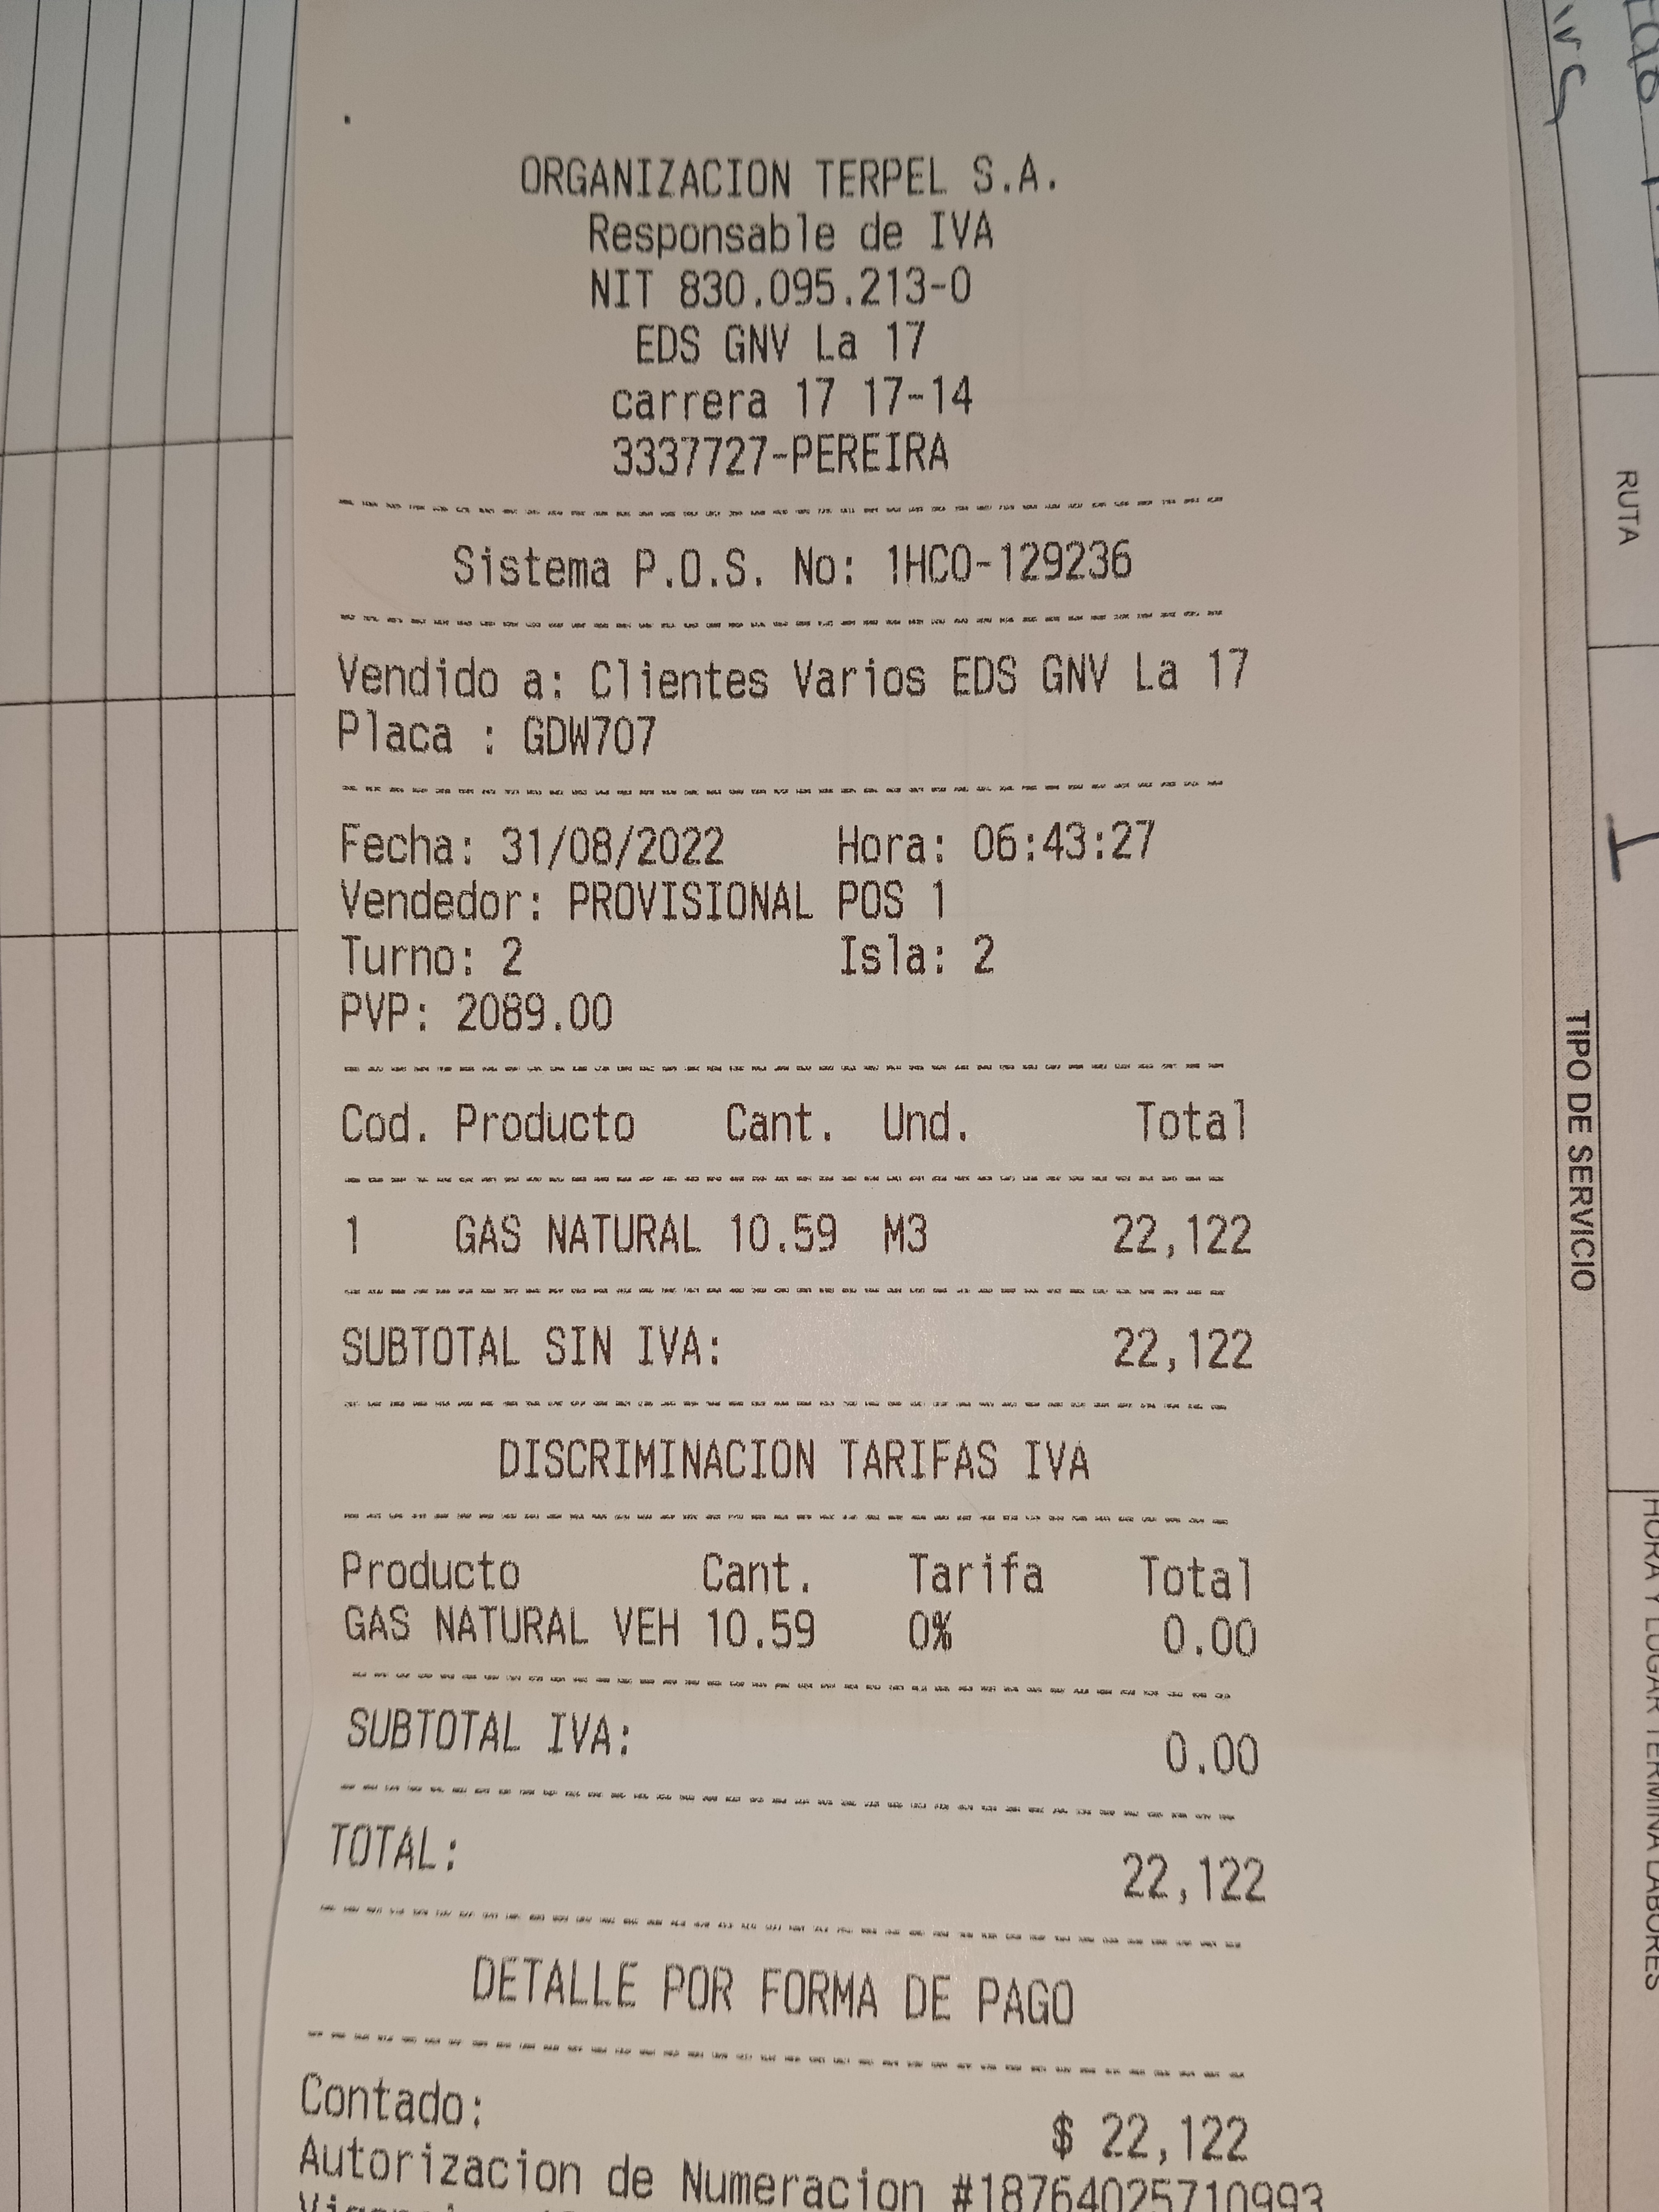 ORGANIZACION TERPEL S.A.
Responsable de IVA
NIT 830.095.213-0
EDS GNV La 17
carrera 17 17-14
3337727-PEREIRA
Sistema P.O.S. No: 1HCO-129236
Vendido a: Clientes Varios EDS GNV La 17
Placa : GDW707
Fecha: 31/08/2022 Hora: 06:43:27
Vendedor: PROVISIONAL POS 1
Turno: 2 Isla: 2
PVP: 2089.00
Cod. Producto Cant. Und. Total
1 GAS NATURAL 10.59 M3 22,122
SUBTOTAL SIN IVA: 22,122
DISCRIMINACION TARIFAS IVA
Producto Cant. Tarifa Total
GAS NATURAL VEH 10.59 0% 0.00
SUBTOTAL IVA: 0.00
TOTAL: 22,122
DETALLE POR FORMA DE PAGO
Contado: $ 22,122
Autorizacion de Numeracion #18764025710993
RUTA
TIPO DE SERVICIO
HORA Y LUGAR TERMINA LABORES